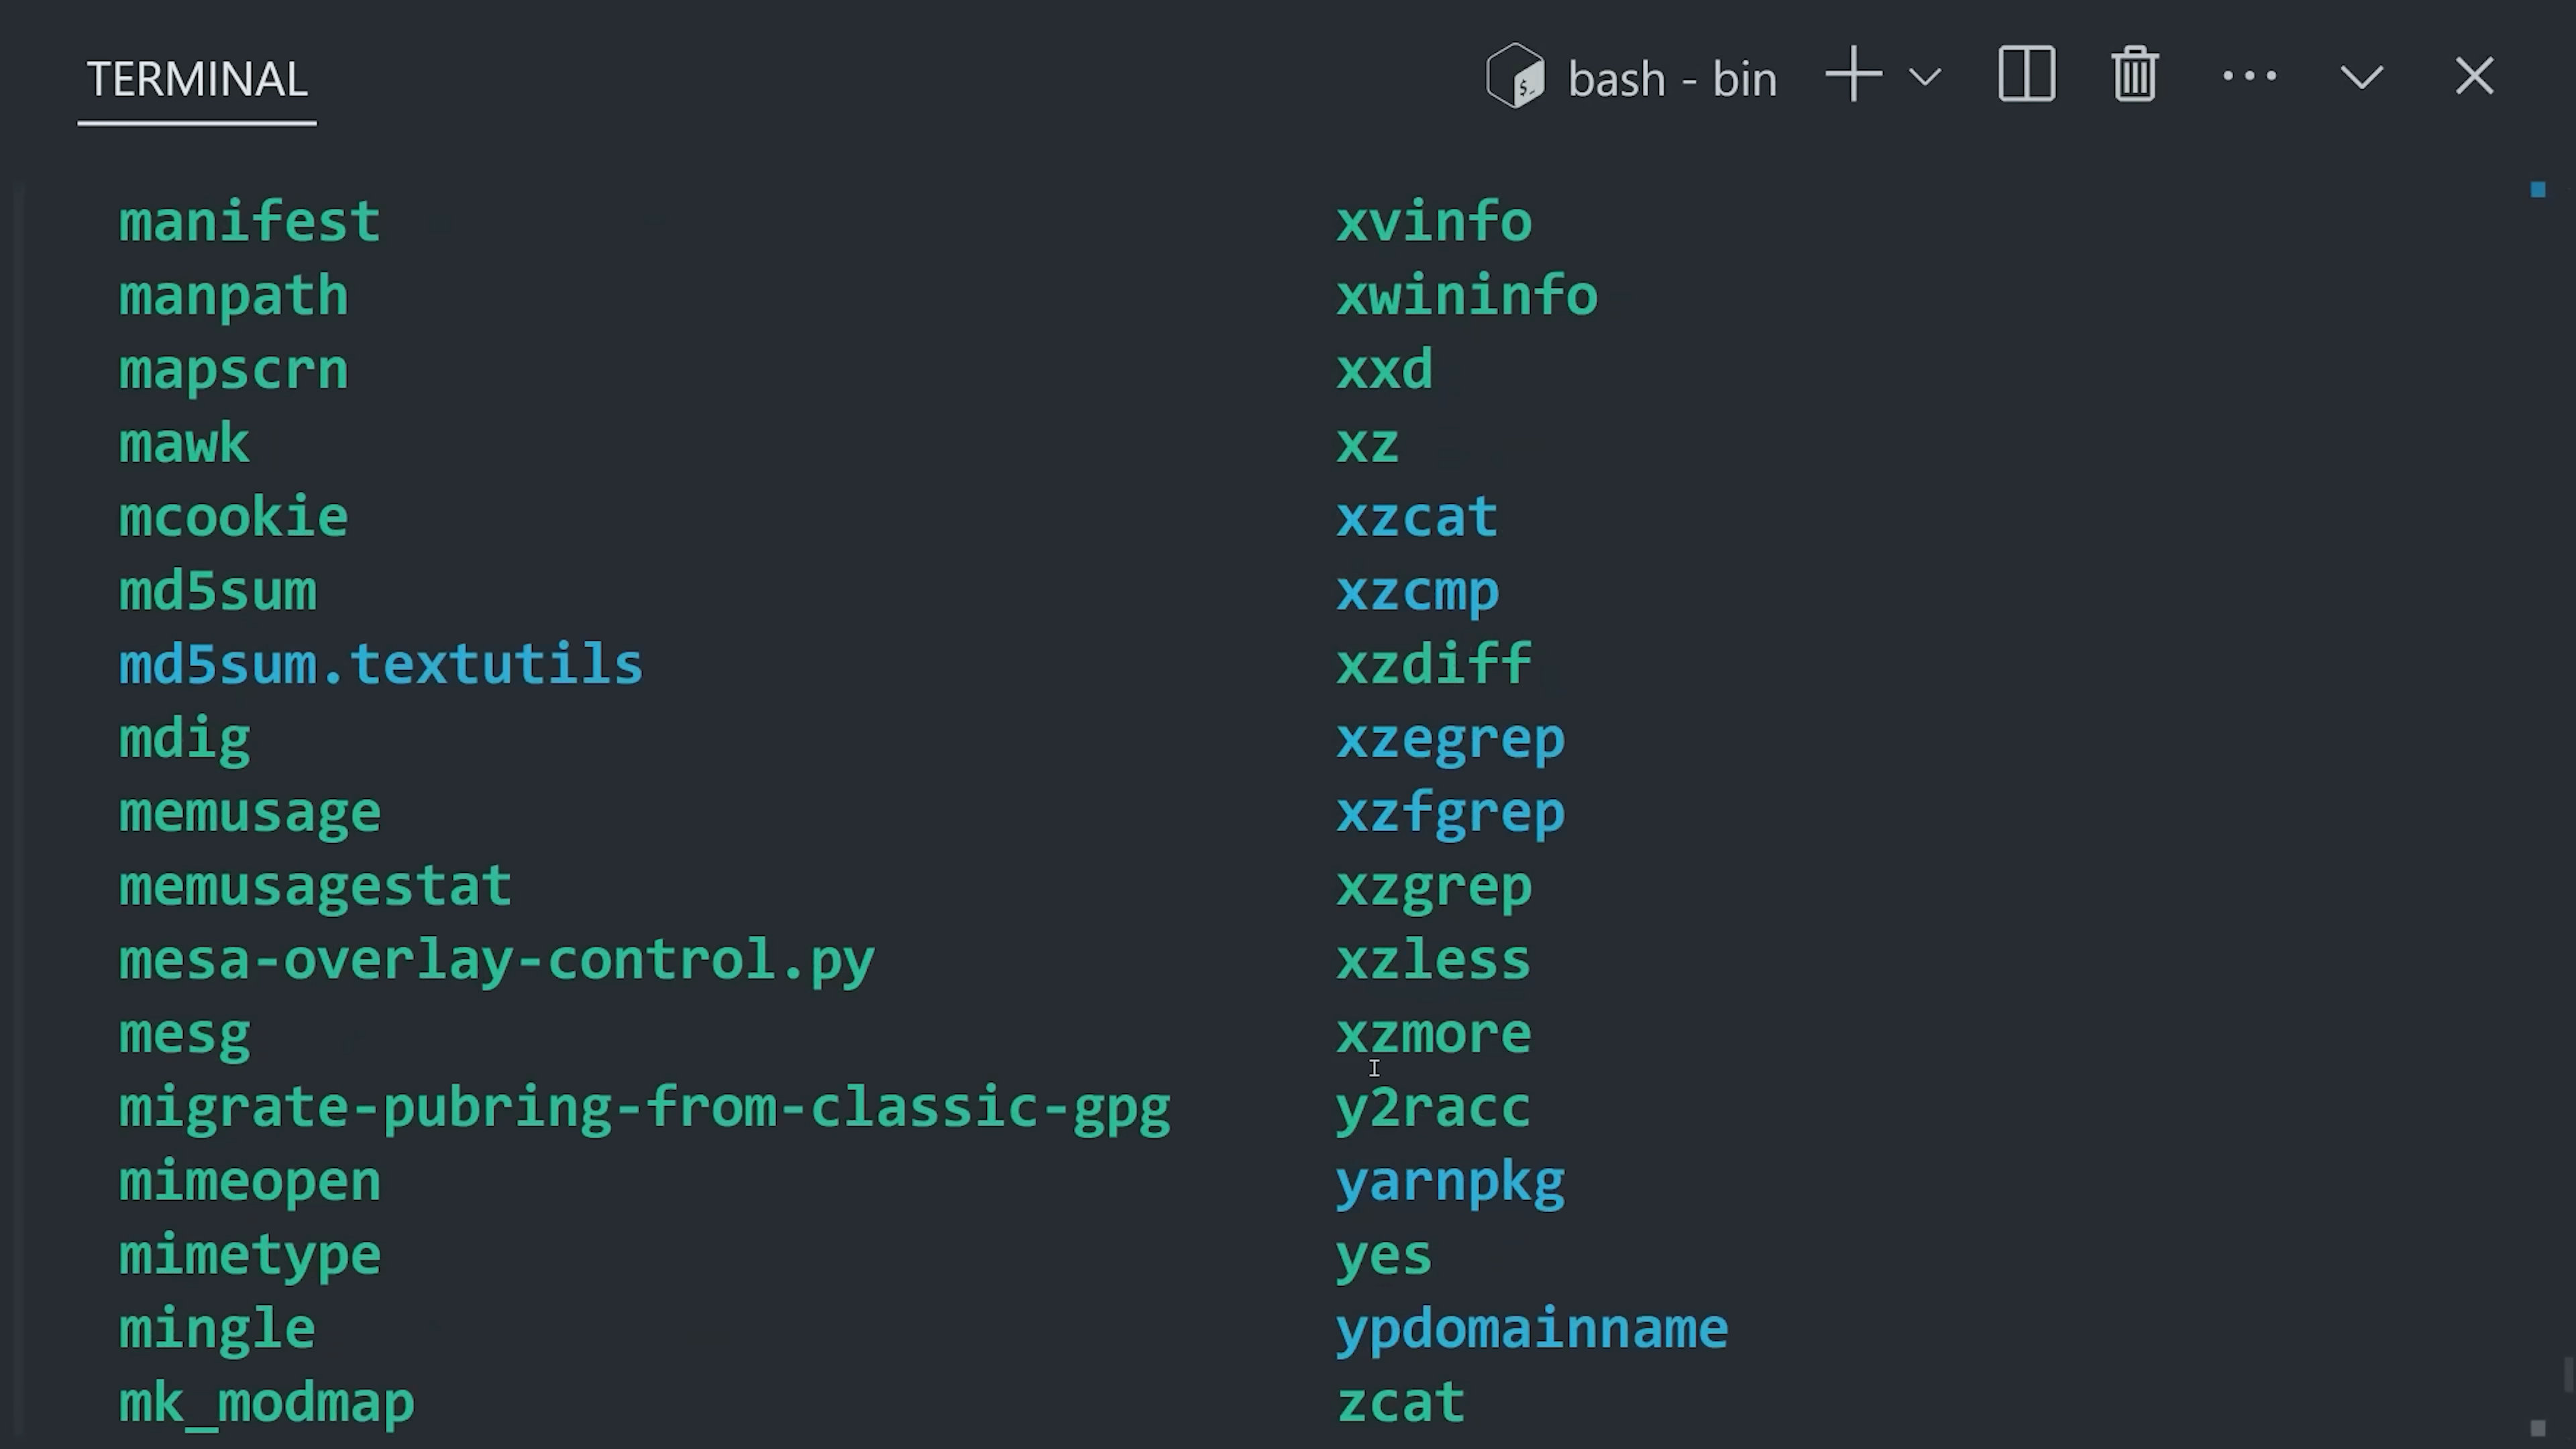 TERMINAL
bash - bin
manifest xvinfo
manpath xwininfo
mapscrn xxd
mawk xz
mcookie xzcat
md5sum xzcmp
md5sum.textutils xzdiff
mdig xzegrep
memusage xzfgrep
memusagestat xzgrep
mesa-overlay-control.py xzless
mesg xzmore
migrate-pubring-from-classic-gpg y2racc
mimeopen yarnpkg
mimetype yes
mingle ypdomainname
mk_modmap zcat